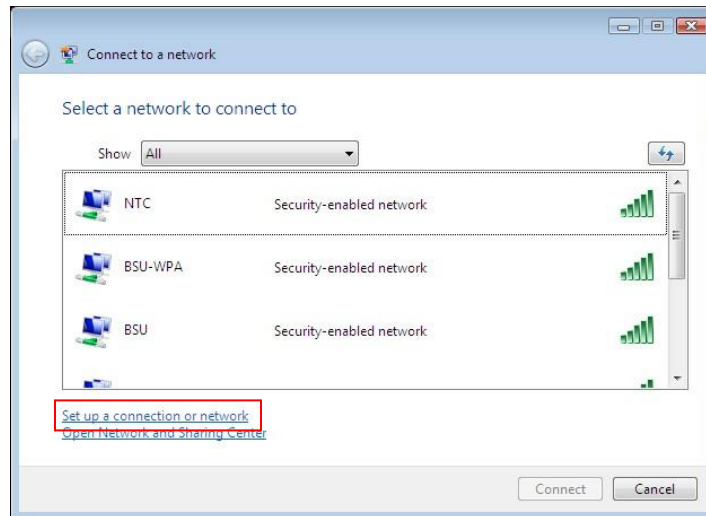 Connect to a network
Select a network to connect to
Show All
NTC Security-enabled network
BSU-WPA Security-enabled network
BSU Security-enabled network
Set up a connection or network
Open Network and Sharing Center
Connect Cancel